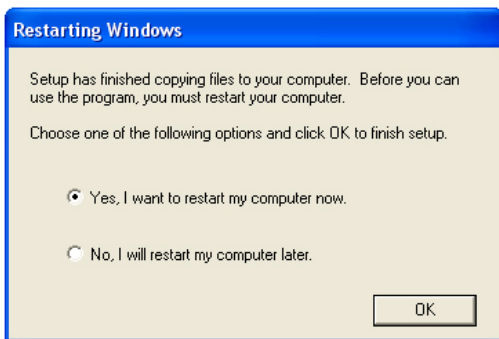 Restarting Windows
Setup has finished copying files to your computer.  Before you can
use the program, you must restart your computer.
Choose one of the following options and click OK to finish setup.
Yes, I want to restart my computer now.
No, I will restart my computer later.
OK